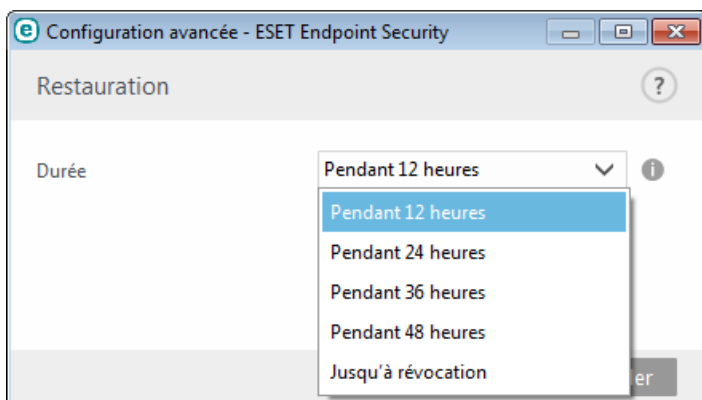 Configuration avancée - ESET Endpoint Security
Restauration
?
Durée
Pendant 12 heures
i
Pendant 12 heures
Pendant 24 heures
Pendant 36 heures
Pendant 48 heures
Jusqu'à révocation